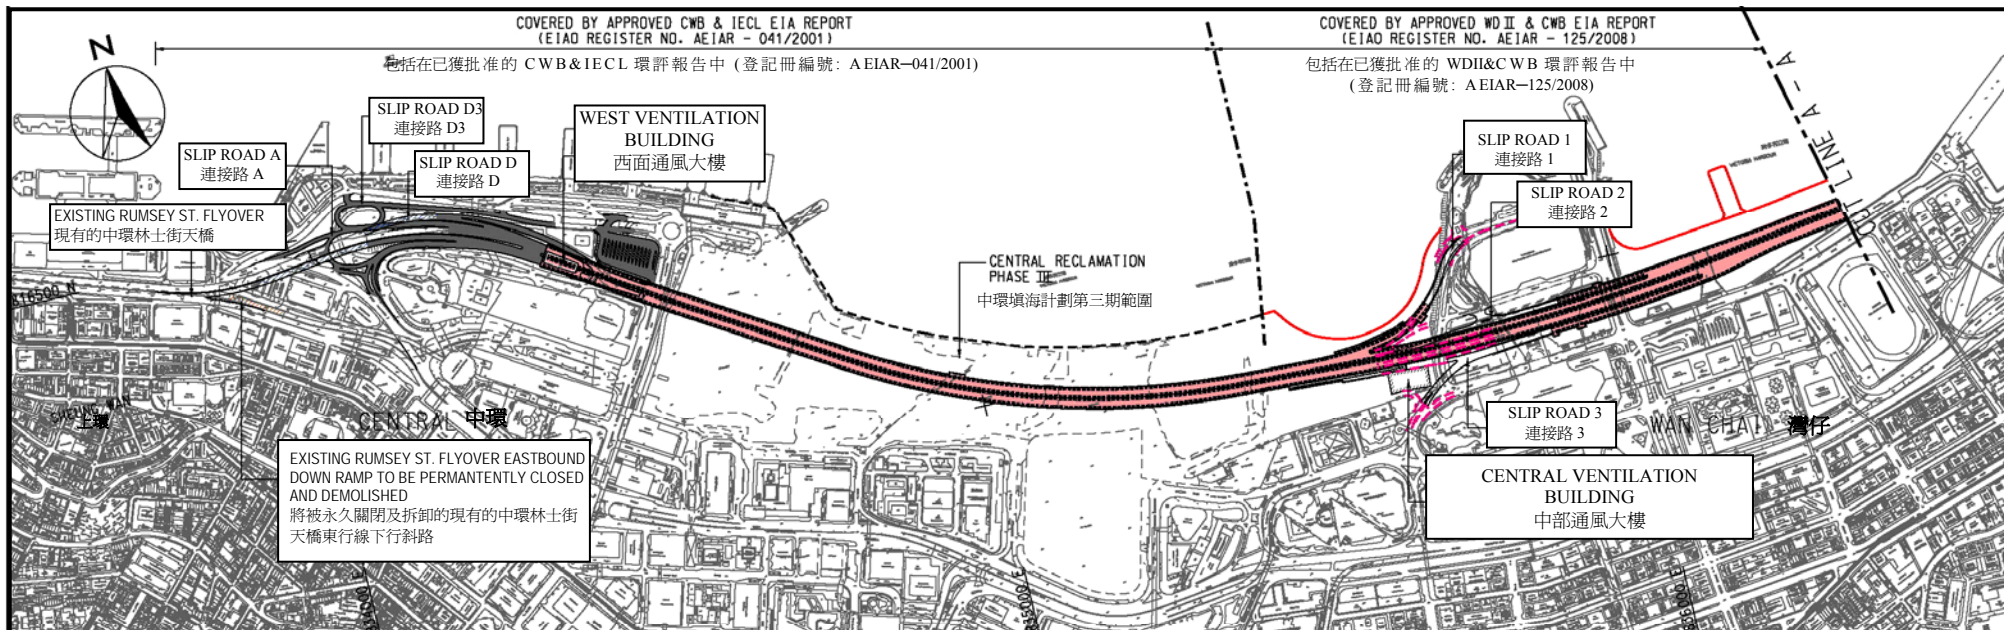 COVERED BY APPROVED CWB & IECL EIA REPORT
(EIAO REGISTER NO. AEIAR - 041/2001)
包括在已獲批准的 CWB&IECL 環評報告中 (登記冊編號: AEIAR-041/2001)
COVERED BY APPROVED WDII & CWB EIA REPORT
(EIAO REGISTER NO. AEIAR - 125/2008)
包括在已獲批准的 WDII&CWB 環評報告中
(登記冊編號: AEIAR-125/2008)
N
SLIP ROAD D3
連接路 D3
SLIP ROAD A
連接路 A
SLIP ROAD D
連接路 D
WEST VENTILATION
BUILDING
西面通風大樓
EXISTING RUMSEY ST. FLYOVER
現有的中環林士街天橋
SLIP ROAD 1
連接路 1
SLIP ROAD 2
連接路 2
LINE A - A
CENTRAL RECLAMATION
PHASE III
中環填海計劃第三期範圍
816500 N
SHEUNG WAN
上環
CENTRAL 中環
EXISTING RUMSEY ST. FLYOVER EASTBOUND
DOWN RAMP TO BE PERMANTENTLY CLOSED
AND DEMOLISHED
將被永久關閉及拆卸的現有的中環林士街
天橋東行線下行斜路
SLIP ROAD 3
連接路 3
WAN CHAI 灣仔
CENTRAL VENTILATION
BUILDING
中部通風大樓